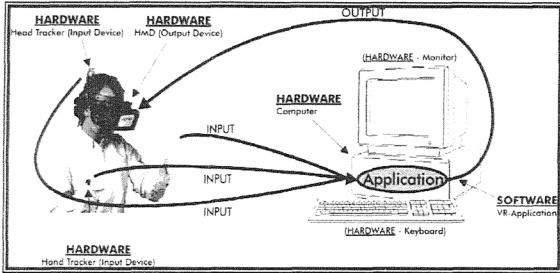 OUTPUT
HARDWARE
Head Tracker (Input Device)
HARDWARE
HmD (Output Device)
(HARDWARE - Monitor)
HARDWARE
Computer
INPUT
INPUT
Application
INPUT
SOFTWARE
VR-Application
(HARDWARE - Keyboard)
HARDWARE
Hand Tracker (Input Device)